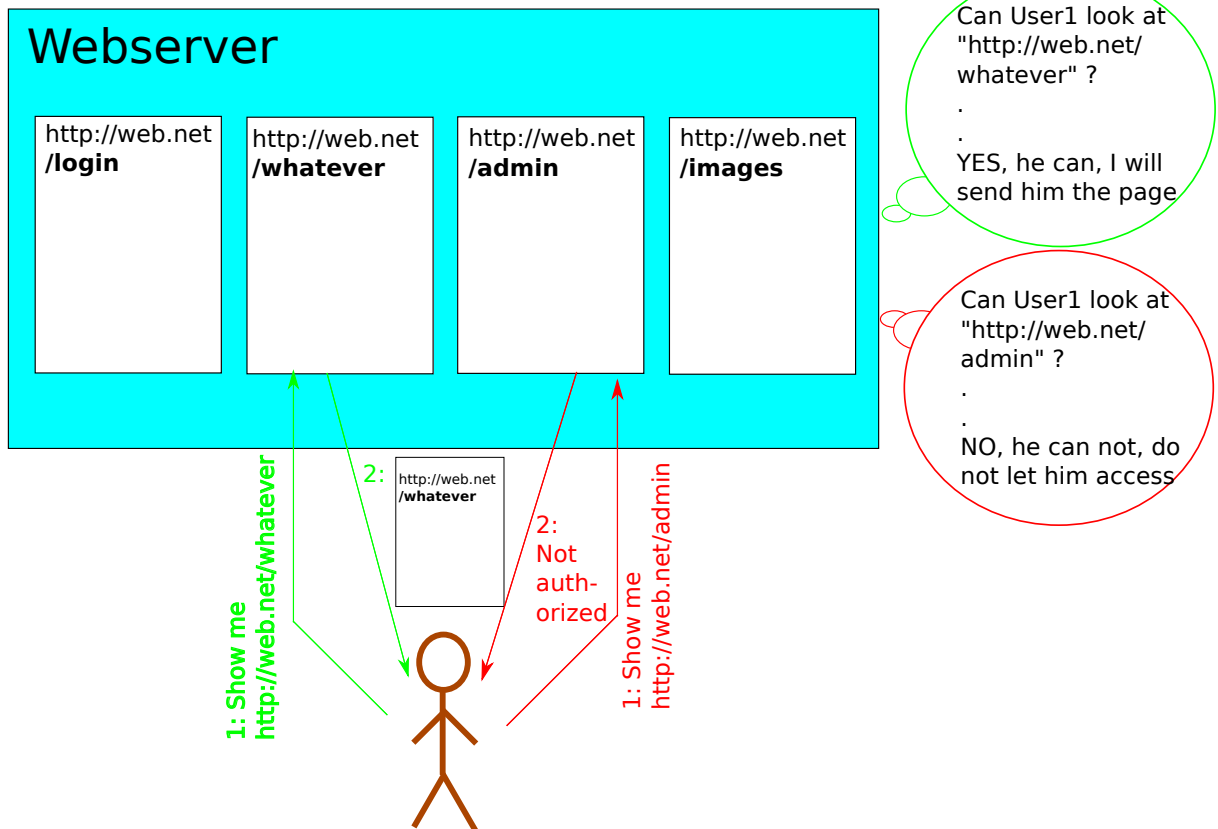 Webserver
http://web.net
/login
http://web.net
/whatever
http://web.net
/admin
http://web.net
/images
Can User1 look at
"http://web.net/
whatever" ?
.
.
YES, he can, I will
send him the page
Can User1 look at
"http://web.net/
admin" ?
.
.
NO, he can not, do
not let him access
1: Show me
http://web.net/whatever
2:
http://web.net
/whatever
2:
Not
auth-
orized
1: Show me
http://web.net/admin